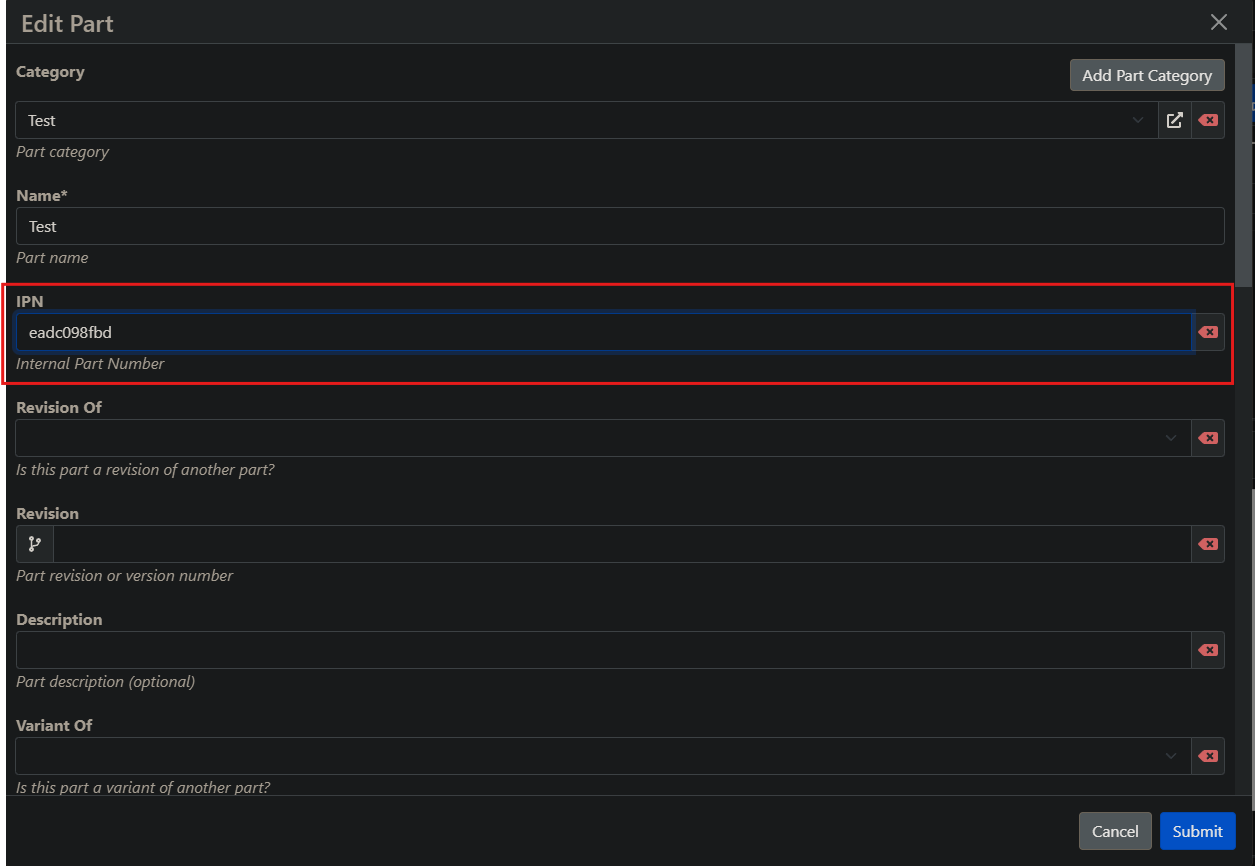 Edit Part
Category
Add Part Category
Test
Part category
Name*
Test
Part name
IPN
eadc098fbd
Internal Part Number
Revision Of
Is this part a revision of another part?
Revision
Part revision or version number
Description
Part description (optional)
Variant Of
Is this part a variant of another part?
Cancel Submit